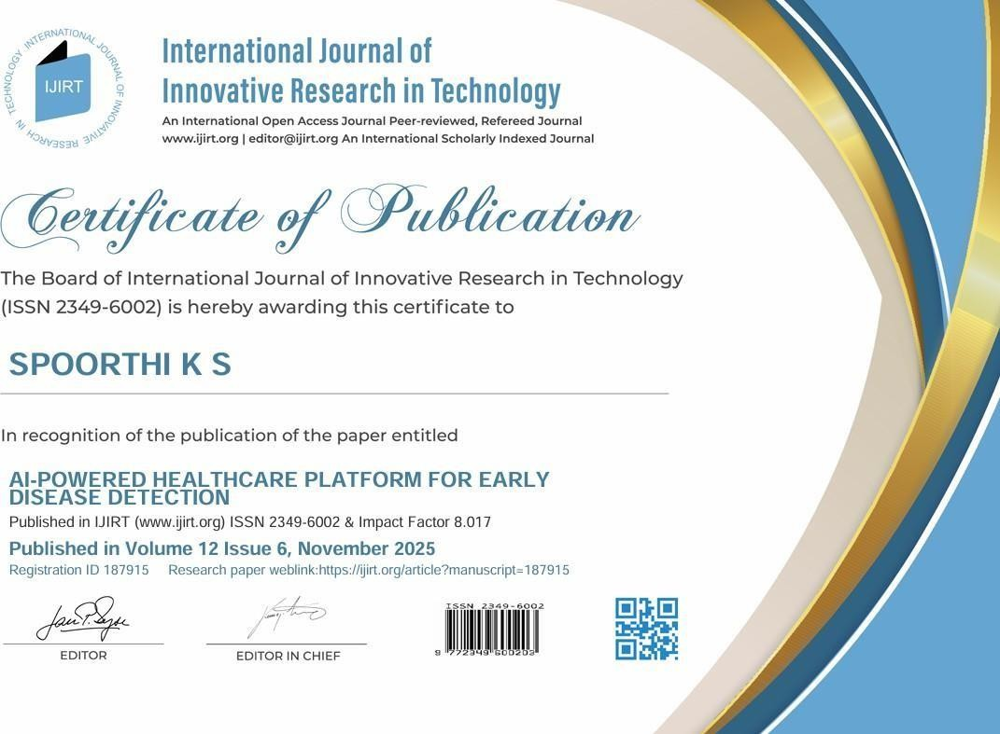 INTERNATIONAL JOURNAL OF INNOVATIVE RESEARCH IN TECHNOLOGY
IJIRT
International Journal of
Innovative Research in Technology
An International Open Access Journal Peer-reviewed, Refereed Journal
www.ijirt.org | editor@ijirt.org An International Scholarly Indexed Journal
Certificate of Publication
The Board of International Journal of Innovative Research in Technology
(ISSN 2349-6002) is hereby awarding this certificate to
SPOORTHI K S
In recognition of the publication of the paper entitled
AI-POWERED HEALTHCARE PLATFORM FOR EARLY
DISEASE DETECTION
Published in IJIRT (www.ijirt.org) ISSN 2349-6002 & Impact Factor 8.017
Published in Volume 12 Issue 6, November 2025
Registration ID 187915 Research paper weblink:https://ijirt.org/article?manuscript=187915
ISSN 2349-6002
9 772349 600203
EDITOR
EDITOR IN CHIEF